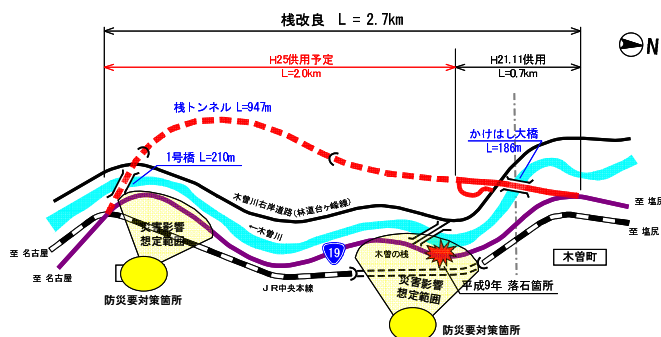 桟改良 L = 2.7km
N
H25供用予定
L=2.0km
H21.11供用
L=0.7km
桟トンネル L=947m
かけはし大橋
L=186m
1号橋 L=210m
木曽川右岸道路(林道台ヶ峰線)
←木曽川
至 塩尻
至 塩尻
災害影響
想定範囲
19
木曽の桟
至 名古屋
至 名古屋
木曽町
JR中央本線
災害影響
想定範囲
平成9年 落石箇所
防災要対策箇所
防災要対策箇所